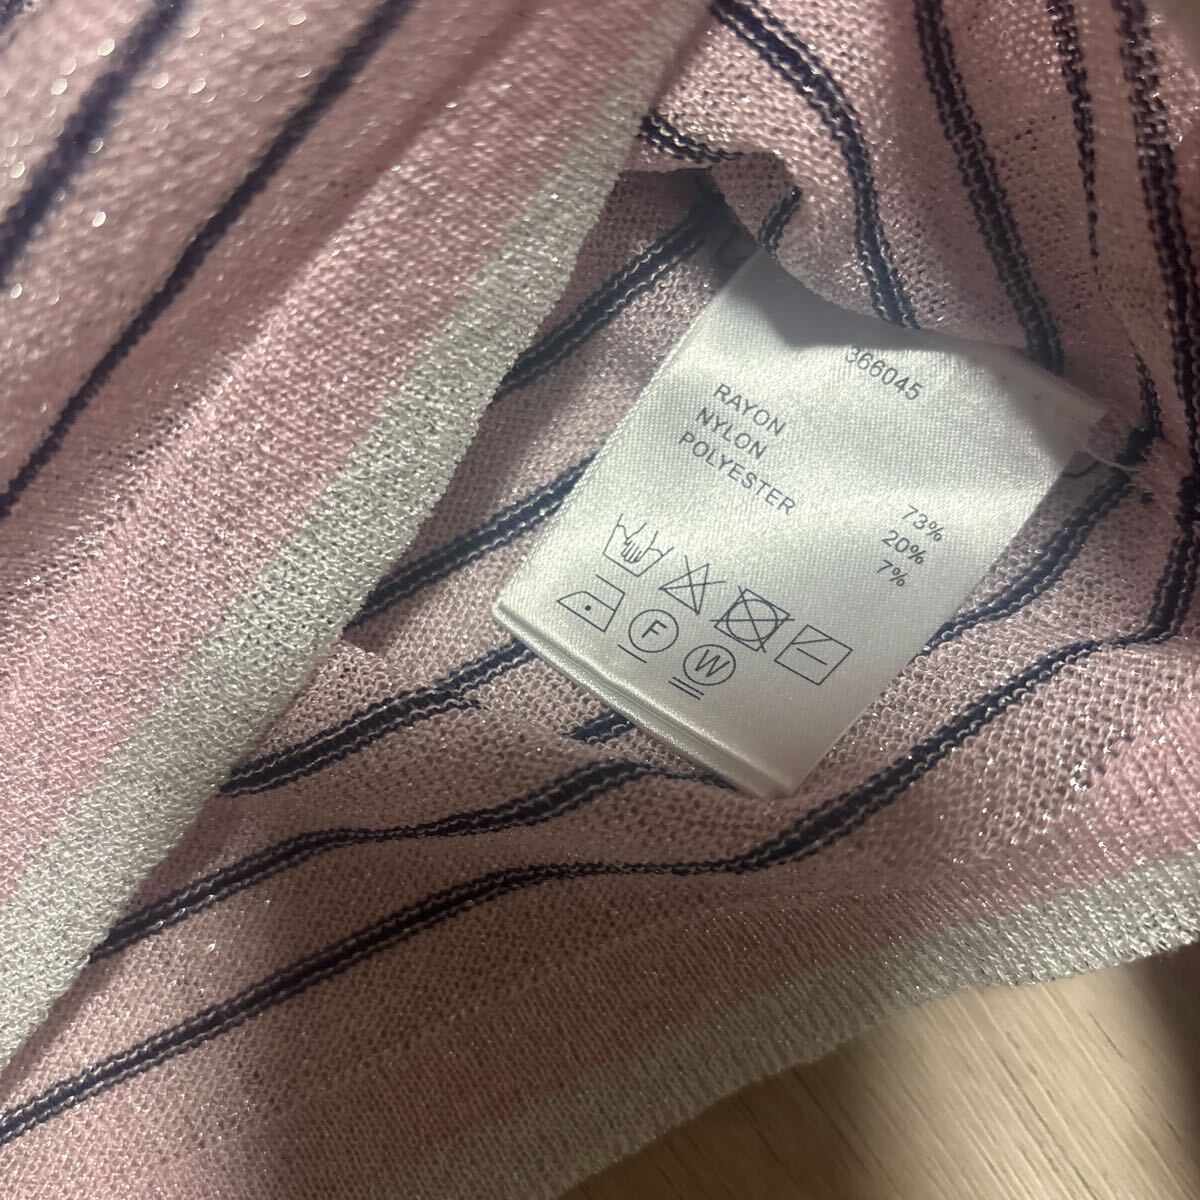 366045
RAYON 73%
NYLON 20%
POLYESTER 7%
F
W